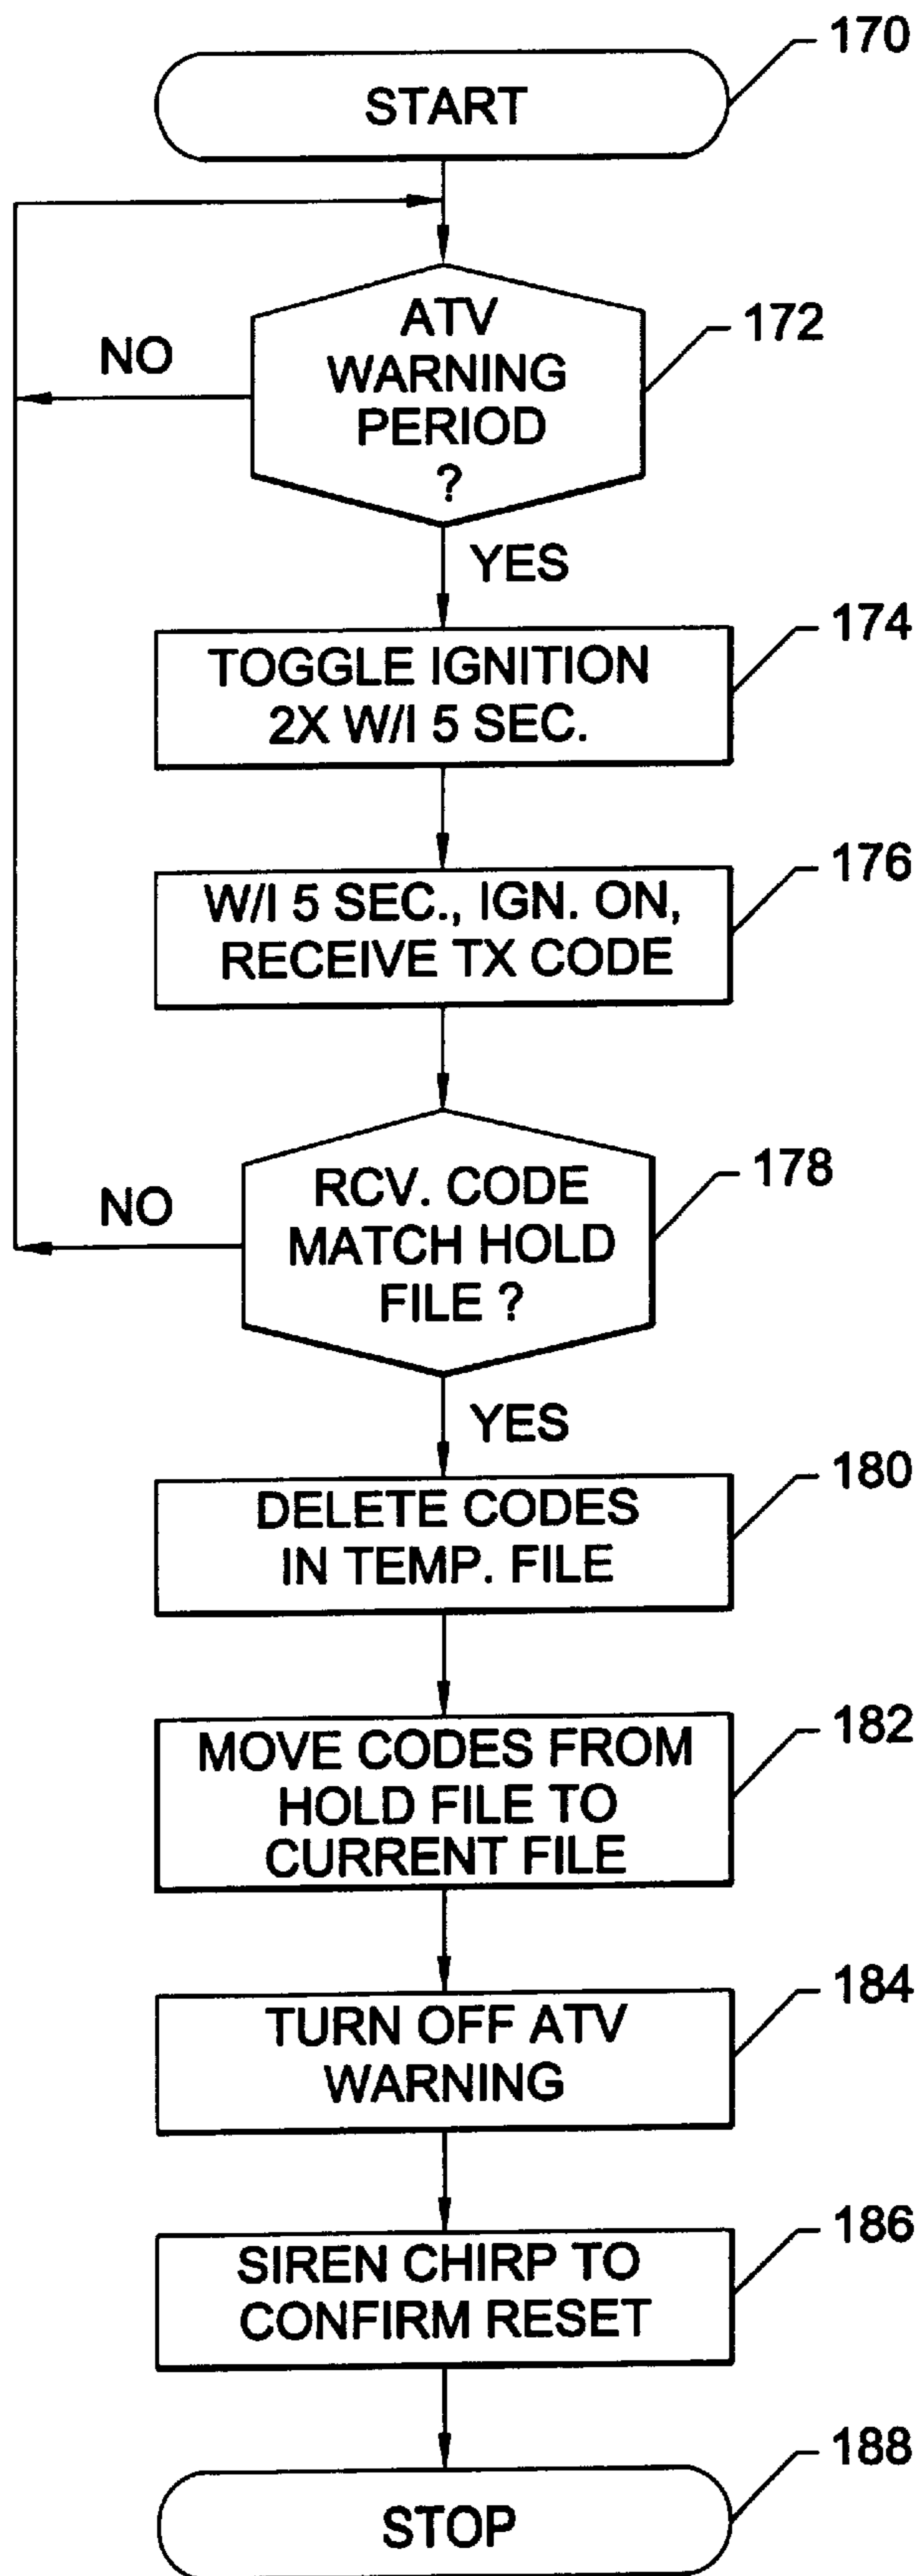 170
START
ATV
WARNING
PERIOD
?
172
NO
YES
TOGGLE IGNITION
2X W/I 5 SEC.
174
W/I 5 SEC., IGN. ON,
RECEIVE TX CODE
176
RCV. CODE
MATCH HOLD
FILE ?
178
NO
YES
DELETE CODES
IN TEMP. FILE
180
MOVE CODES FROM
HOLD FILE TO
CURRENT FILE
182
TURN OFF ATV
WARNING
184
SIREN CHIRP TO
CONFIRM RESET
186
STOP
188